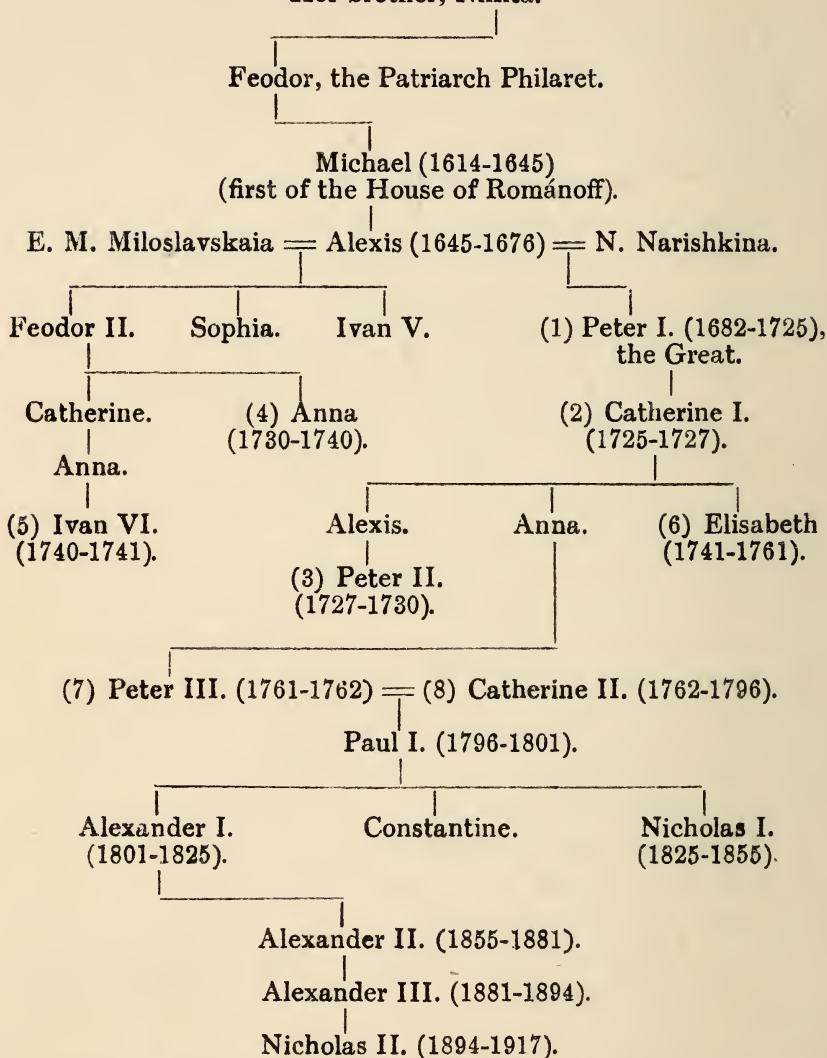 Feodor, the Patriarch Philaret.
Michael (1614-1645)
(first of the House of Románoff).
E. M. Miloslavskaia = Alexis (1645-1676) = N. Narishkina.
Feodor II. Sophia. Ivan V. (1) Peter I. (1682-1725),
the Great.
Catherine. (4) Anna (2) Catherine I.
(1730-1740). (1725-1727).
Anna.
(5) Ivan VI. Alexis. Anna. (6) Elisabeth
(1740-1741). (1741-1761).
(3) Peter II.
(1727-1730).
(7) Peter III. (1761-1762) = (8) Catherine II. (1762-1796).
Paul I. (1796-1801).
Alexander I. Constantine. Nicholas I.
(1801-1825). (1825-1855).
Alexander II. (1855-1881).
Alexander III. (1881-1894).
Nicholas II. (1894-1917).